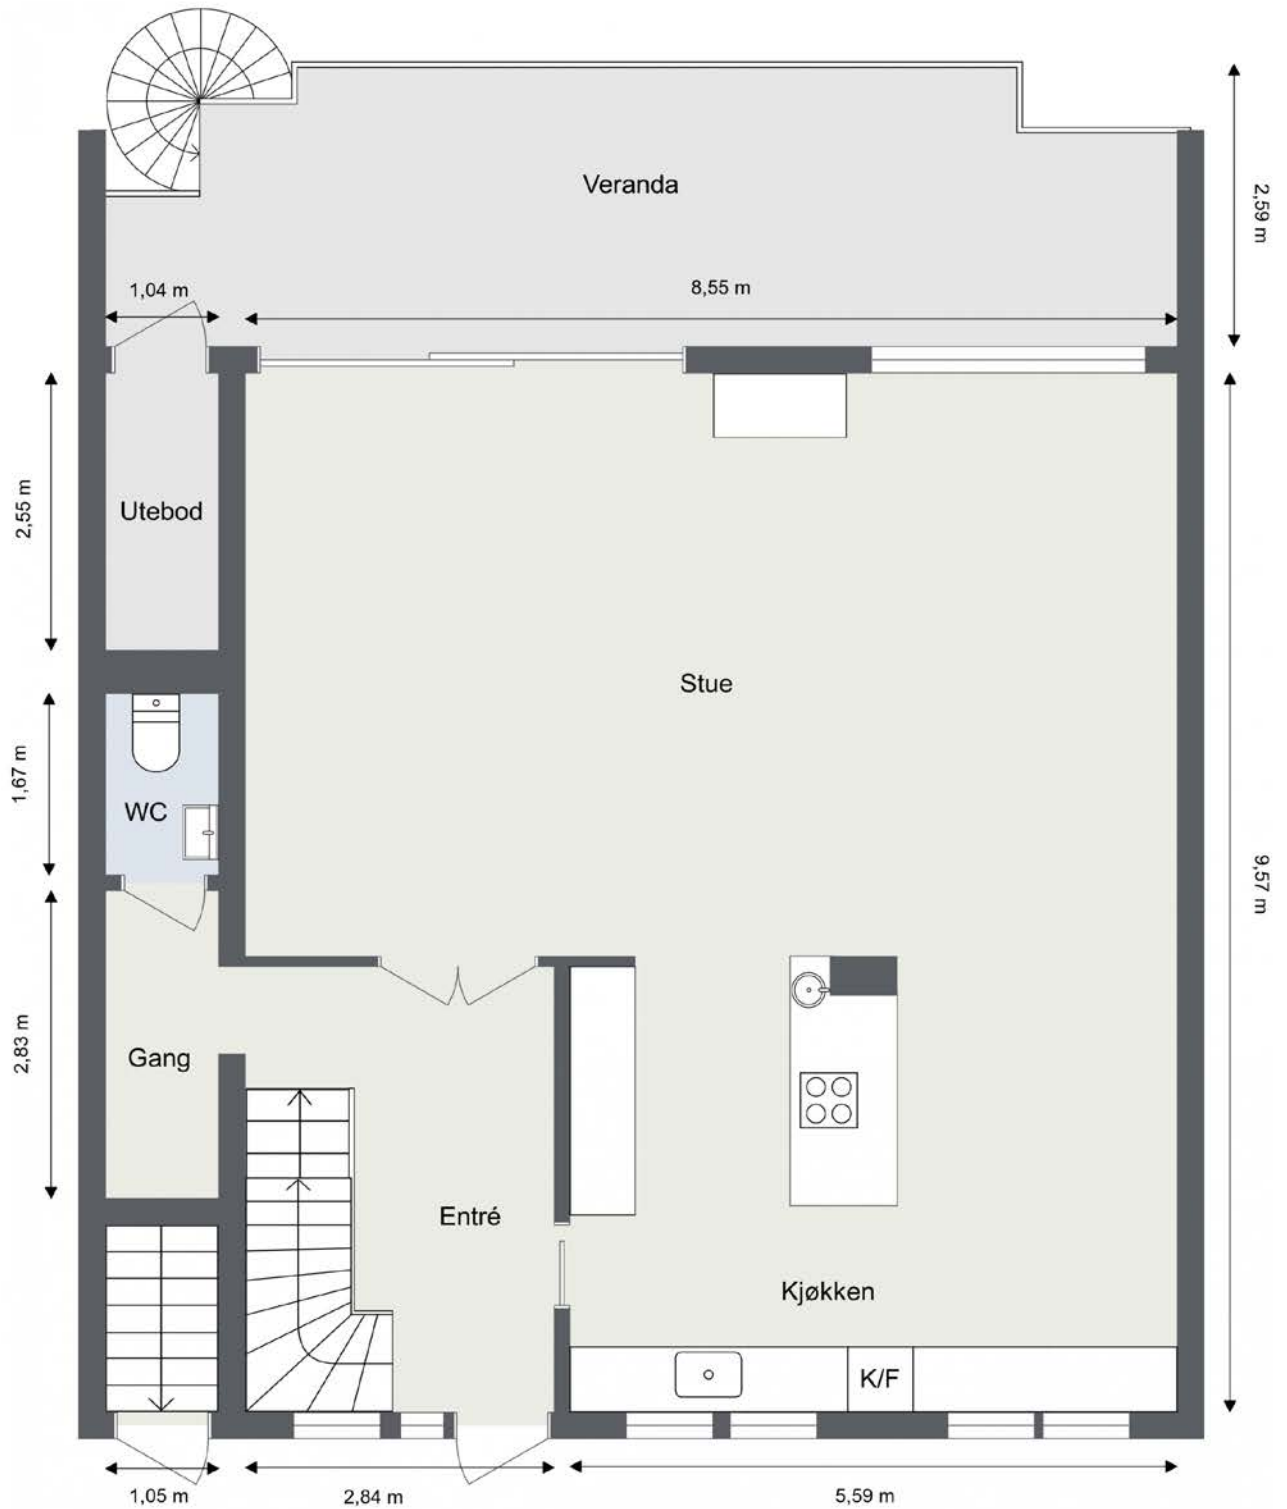 Veranda
2,59 m
1,04 m
8,55 m
2,55 m
Utebod
Stue
1,67 m
WC
9,57 m
2,83 m
Gang
Entré
Kjøkken
K/F
1,05 m
2,84 m
5,59 m